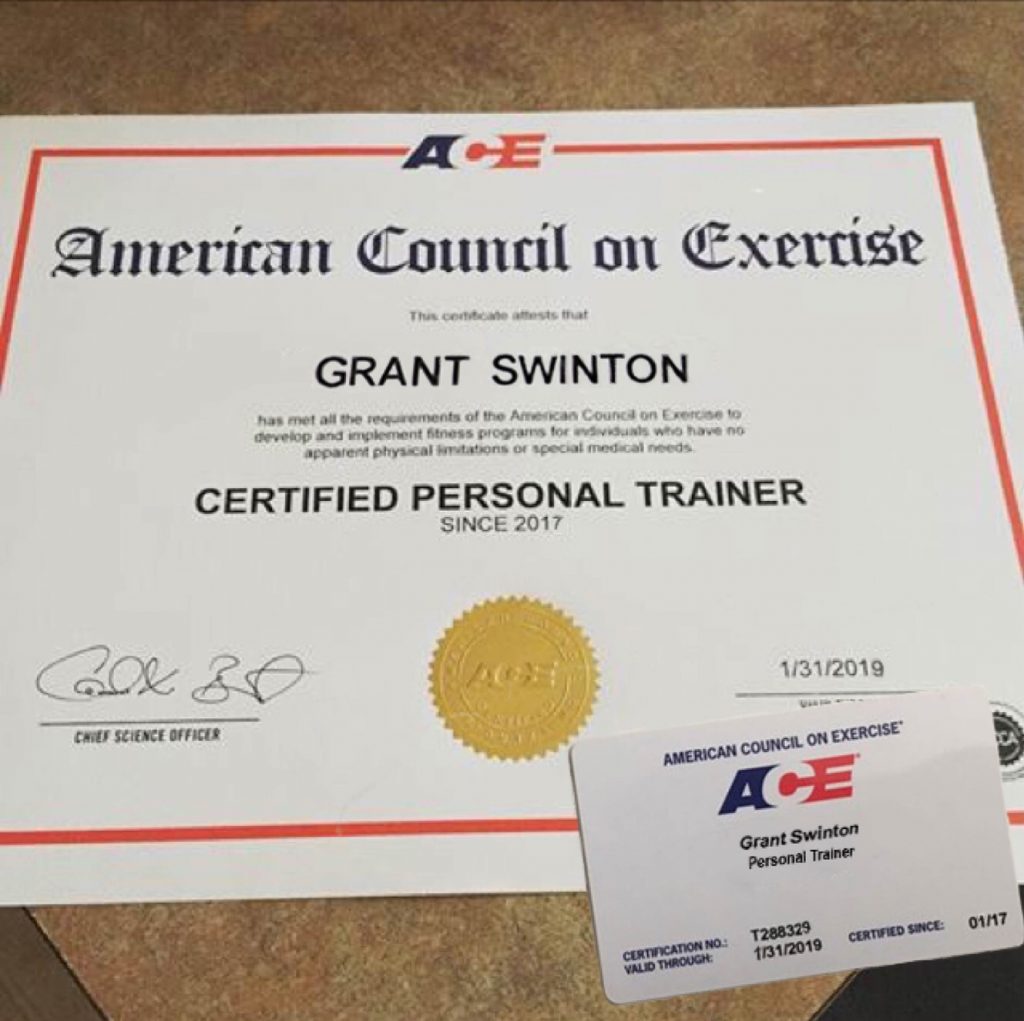 ACE
American Council on Exercise
This certificate attests that
GRANT SWINTON
has met all the requirements of the American Council on Exercise to
develop and implement fitness programs for individuals who have no
apparent physical limitations or special medical needs.
CERTIFIED PERSONAL TRAINER
SINCE 2017
ACE
1/31/2019
CHIEF SCIENCE OFFICER
AMERICAN COUNCIL ON EXERCISE®
ACE®
Grant Swinton
Personal Trainer
CERTIFICATION NO.: T288329
VALID THROUGH: 1/31/2019
CERTIFIED SINCE: 01/17